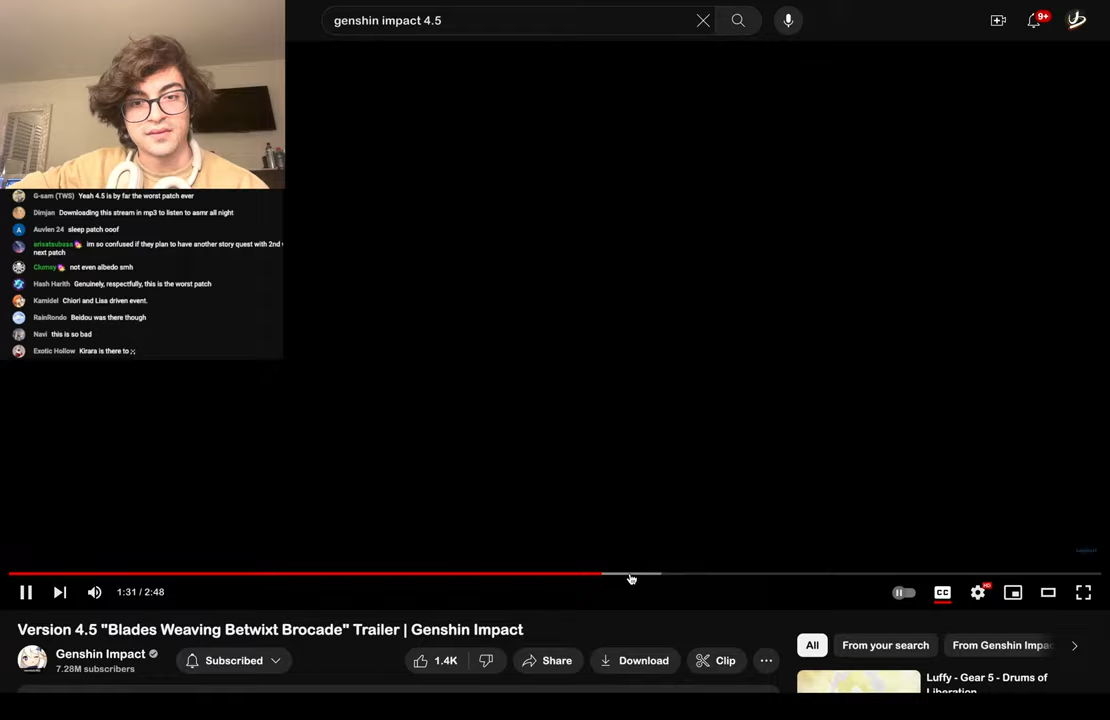 genshin impact 4.5
9+
G-sam (TWS) Yeah 4.5 is by far the worst patch ever
Dimjan Downloading this stream in mp3 to listen to asmr all night
A Auvlen 24 sleep patch ooof
arisatsubasa im so confused if they plan to have another story quest with 2nd
next patch
Clumsy not even albedo smh
Hash Harith Genuinely, respectfully, this is the worst patch
Kamidel Chiori and Lisa driven event.
RainRondo Beidou was there though
Navi this is so bad
Exotic Hollow Kirara is there to
1:31 / 2:48
CC
HD
Version 4.5 "Blades Weaving Betwixt Brocade" Trailer | Genshin Impact
Genshin Impact
7.28M subscribers
Subscribed
1.4K
Share
Download
Clip
All
From your search
From Genshin Impac
Luffy - Gear 5 - Drums of
Liberation